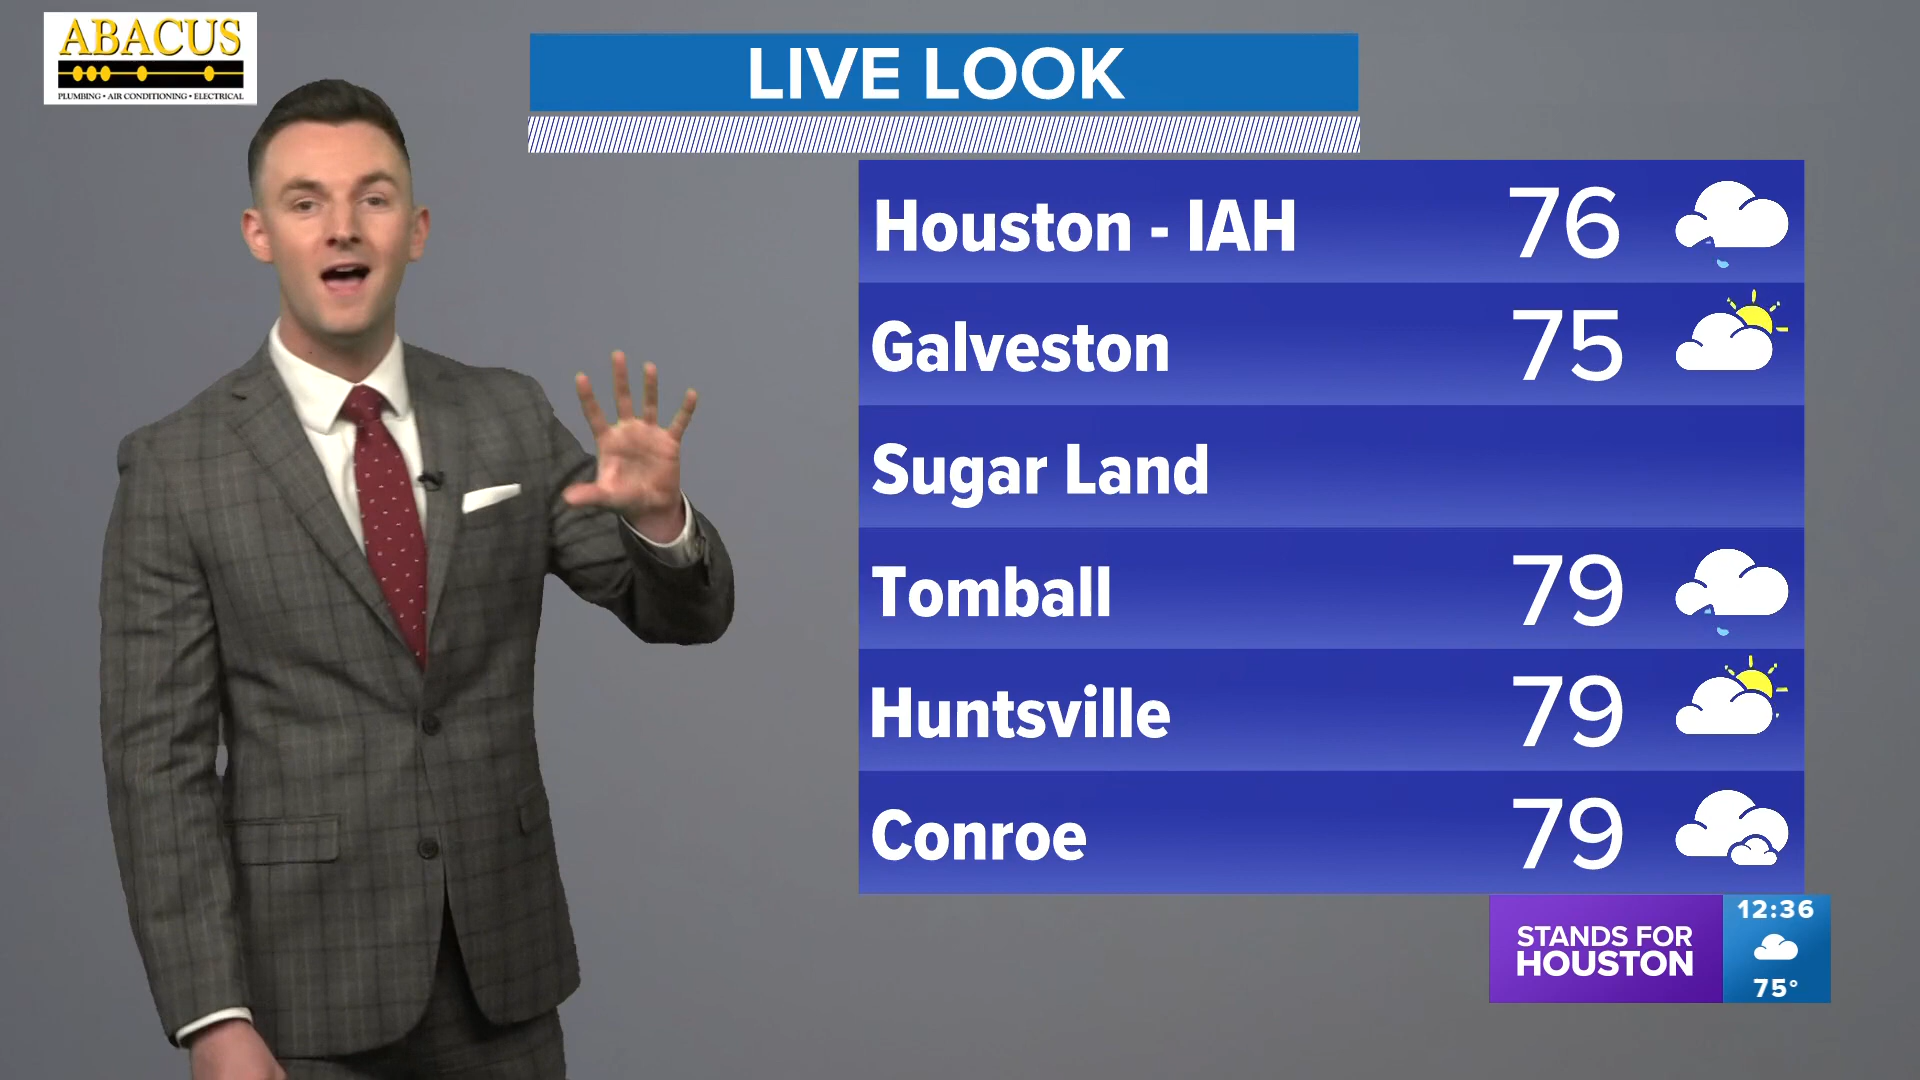 ABACUS
PLUMBING • AIR CONDITIONING • ELECTRICAL
LIVE LOOK
Houston - IAH 76
Galveston 75
Sugar Land
Tomball 79
Huntsville 79
Conroe 79
STANDS FOR
HOUSTON
12:36
75°